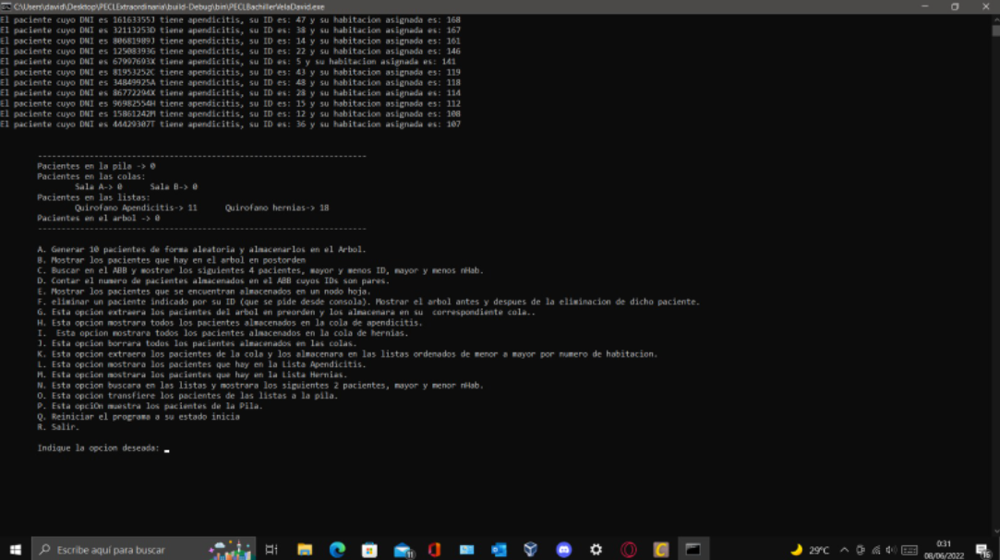 C:\Users\david\Desktop\PECLExtraordinaria\build-Debug\bin\PECLBachillerVelaDavid.exe
El paciente cuyo DNI es 16163355J tiene apendicitis, su ID es: 47 y su habitacion asignada es: 168
El paciente cuyo DNI es 32113253D tiene apendicitis, su ID es: 38 y su habitacion asignada es: 167
El paciente cuyo DNI es 80681989J tiene apendicitis, su ID es: 14 y su habitacion asignada es: 161
El paciente cuyo DNI es 12508393G tiene apendicitis, su ID es: 22 y su habitacion asignada es: 146
El paciente cuyo DNI es 67997693X tiene apendicitis, su ID es: 5 y su habitacion asignada es: 141
El paciente cuyo DNI es 81953252C tiene apendicitis, su ID es: 43 y su habitacion asignada es: 119
El paciente cuyo DNI es 34849925A tiene apendicitis, su ID es: 48 y su habitacion asignada es: 118
El paciente cuyo DNI es 86772294X tiene apendicitis, su ID es: 28 y su habitacion asignada es: 114
El paciente cuyo DNI es 96982554H tiene apendicitis, su ID es: 15 y su habitacion asignada es: 112
El paciente cuyo DNI es 15861242M tiene apendicitis, su ID es: 12 y su habitacion asignada es: 108
El paciente cuyo DNI es 44429307T tiene apendicitis, su ID es: 36 y su habitacion asignada es: 107
-----------------------------------------------------------------------
Pacientes en la pila -> 0
Pacientes en las colas:
Sala A-> 0 Sala B-> 0
Pacientes en las listas:
Quirofano Apendicitis-> 11 Quirofano hernias-> 18
Pacientes en el arbol -> 0
-----------------------------------------------------------------------
A. Generar 10 pacientes de forma aleatoria y almacenarlos en el Arbol.
B. Mostrar los pacientes que hay en el arbol en postorden
C. Buscar en el ABB y mostrar los siguientes 4 pacientes, mayor y menos ID, mayor y menos nHab.
D. Contar el numero de pacientes almacenados en el ABB cuyos IDs son pares.
E. Mostrar los pacientes que se encuentran almacenados en un nodo hoja.
F. eliminar un paciente indicado por su ID (que se pide desde consola). Mostrar el arbol antes y despues de la eliminacion de dicho paciente.
G. Esta opcion extraera los pacientes del arbol en preorden y los almacenara en su correspondiente cola..
H. Esta opcion mostrara todos los pacientes almacenados en la cola de apendicitis.
I. Esta opcion mostrara todos los pacientes almacenados en la cola de hernias.
J. Esta opcion borrara todos los pacientes almacenados en las colas.
K. Esta opcion extraera los pacientes de la cola y los almacenara en las listas ordenados de menor a mayor por numero de habitacion.
L. Esta opcion mostrara los pacientes que hay en la Lista Apendicitis.
M. Esta opcion mostrara los pacientes que hay en la Lista Hernias.
N. Esta opcion buscara en las listas y mostrara los siguientes 2 pacientes, mayor y menor nHab.
O. Esta opcion transfiere los pacientes de las listas a la pila.
P. Esta opciOn muestra los pacientes de la Pila.
Q. Reiniciar el programa a su estado inicia
R. Salir.
Indique la opcion deseada:
Escribe aquí para buscar
11
29°C
0:31
08/06/2022
16